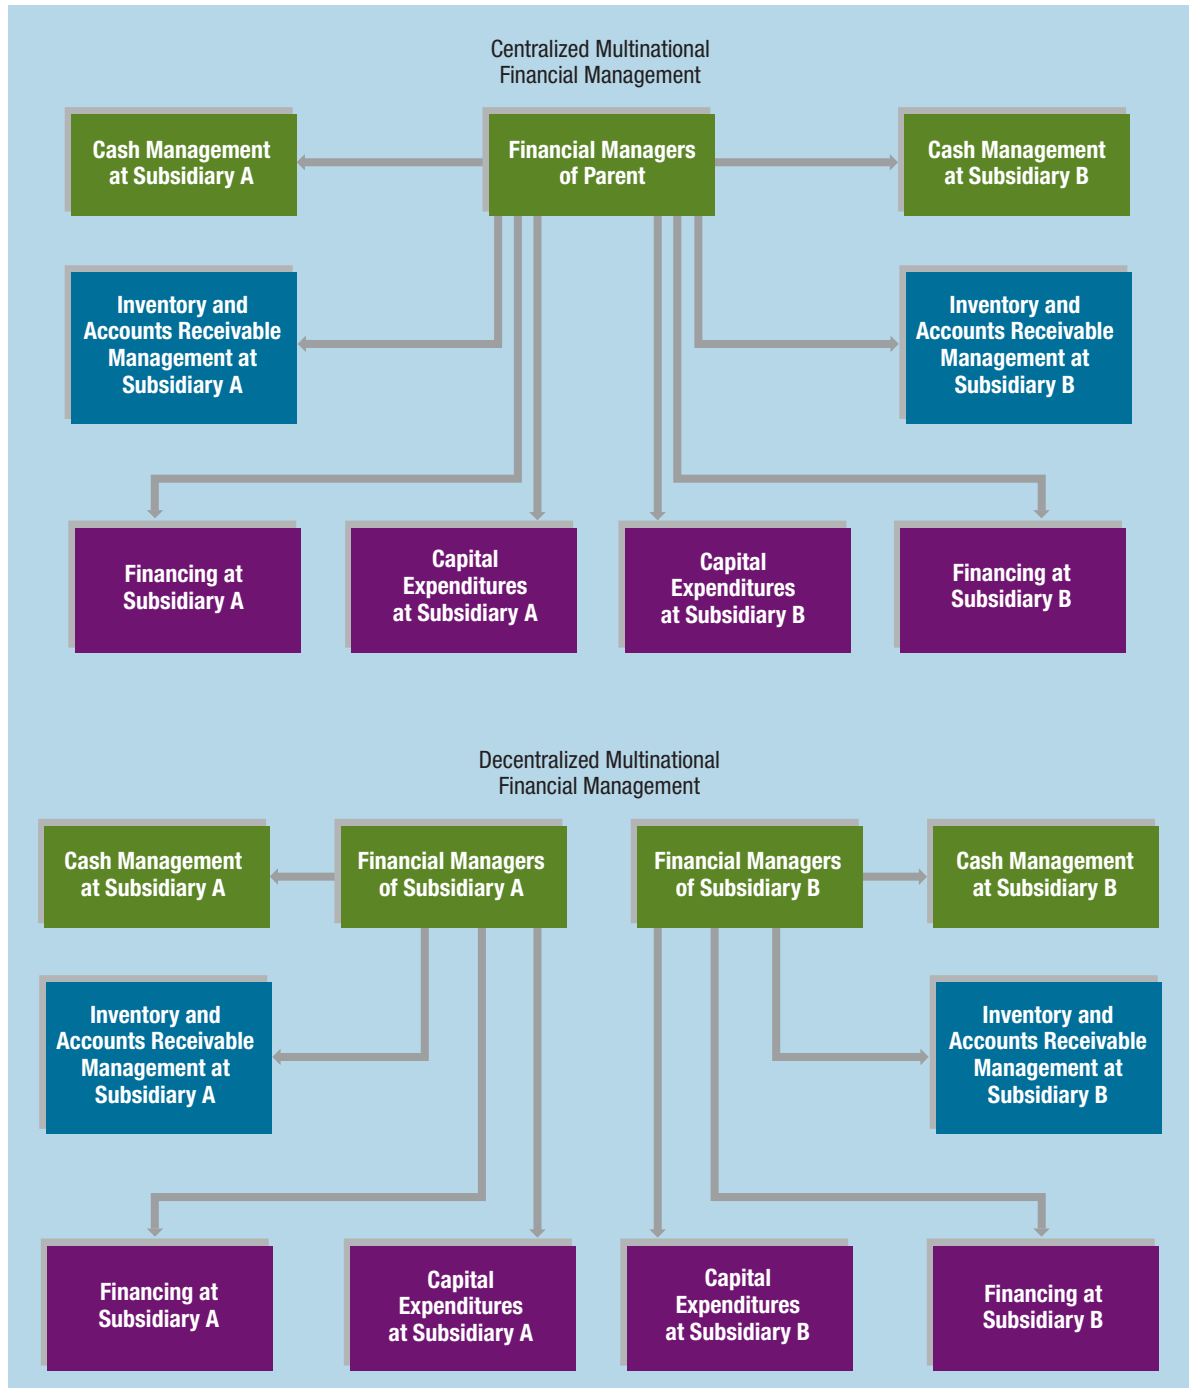 Centralized Multinational
Financial Management
Cash Management
at Subsidiary A
Financial Managers
of Parent
Cash Management
at Subsidiary B
Inventory and
Accounts Receivable
Management at
Subsidiary A
Inventory and
Accounts Receivable
Management at
Subsidiary B
Financing at
Subsidiary A
Capital
Expenditures
at Subsidiary A
Capital
Expenditures
at Subsidiary B
Financing at
Subsidiary B
Decentralized Multinational
Financial Management
Cash Management
at Subsidiary A
Financial Managers
of Subsidiary A
Financial Managers
of Subsidiary B
Cash Management
at Subsidiary B
Inventory and
Accounts Receivable
Management at
Subsidiary A
Inventory and
Accounts Receivable
Management at
Subsidiary B
Financing at
Subsidiary A
Capital
Expenditures
at Subsidiary A
Capital
Expenditures
at Subsidiary B
Financing at
Subsidiary B